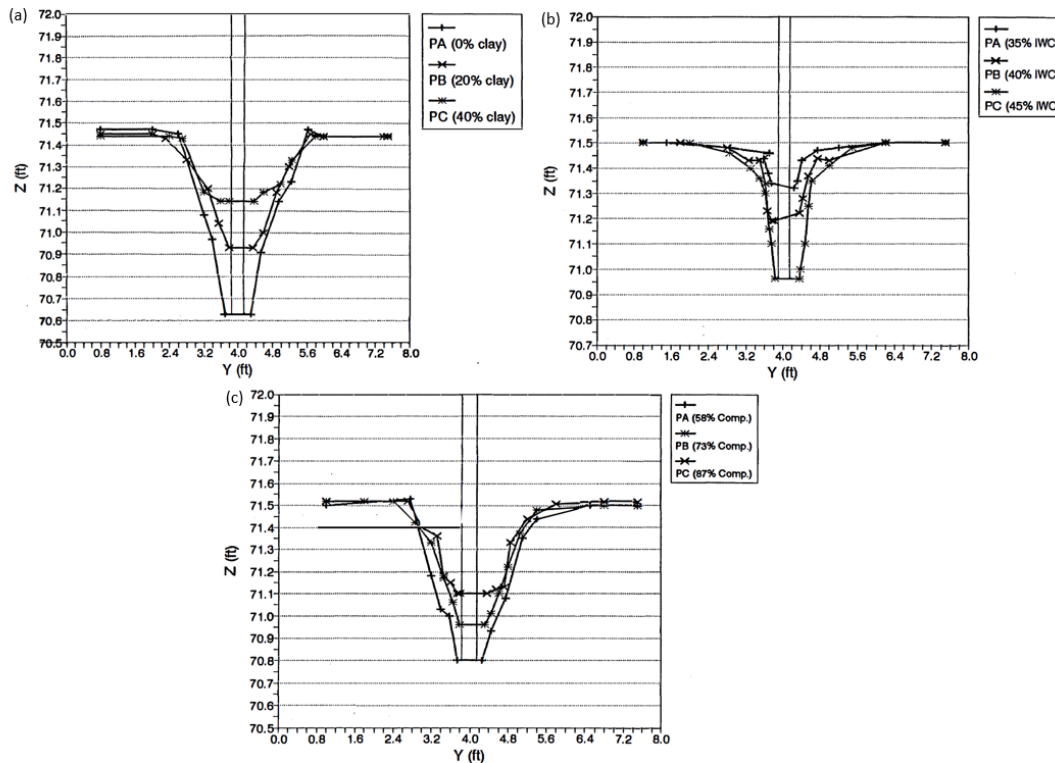 (a)
72.0
71.9
71.8
71.7
71.6
71.5
71.4
71.3
71.2
71.1
71.0
70.9
70.8
70.7
70.6
70.5
Z (ft)
0.0 0.8 1.6 2.4 3.2 4.0 4.8 5.6 6.4 7.2 8.0
Y (ft)
PA (0% clay)
PB (20% clay)
PC (40% clay)
(b)
72.0
71.9
71.8
71.7
71.6
71.5
71.4
71.3
71.2
71.1
71.0
70.9
70.8
70.7
Z (ft)
0.0 0.8 1.6 2.4 3.2 4.0 4.8 5.6 6.4 7.2 8.0
Y (ft)
PA (35% IWC
PB (40% IWC
PC (45% IWC
(c)
72.0
71.9
71.8
71.7
71.6
71.5
71.4
71.3
71.2
71.1
71.0
70.9
70.8
70.7
70.6
70.5
Z (ft)
0.0 0.8 1.6 2.4 3.2 4.0 4.8 5.6 6.4 7.2 8.0
Y (ft)
PA (58% Comp.)
PB (73% Comp.)
PC (87% Comp.)